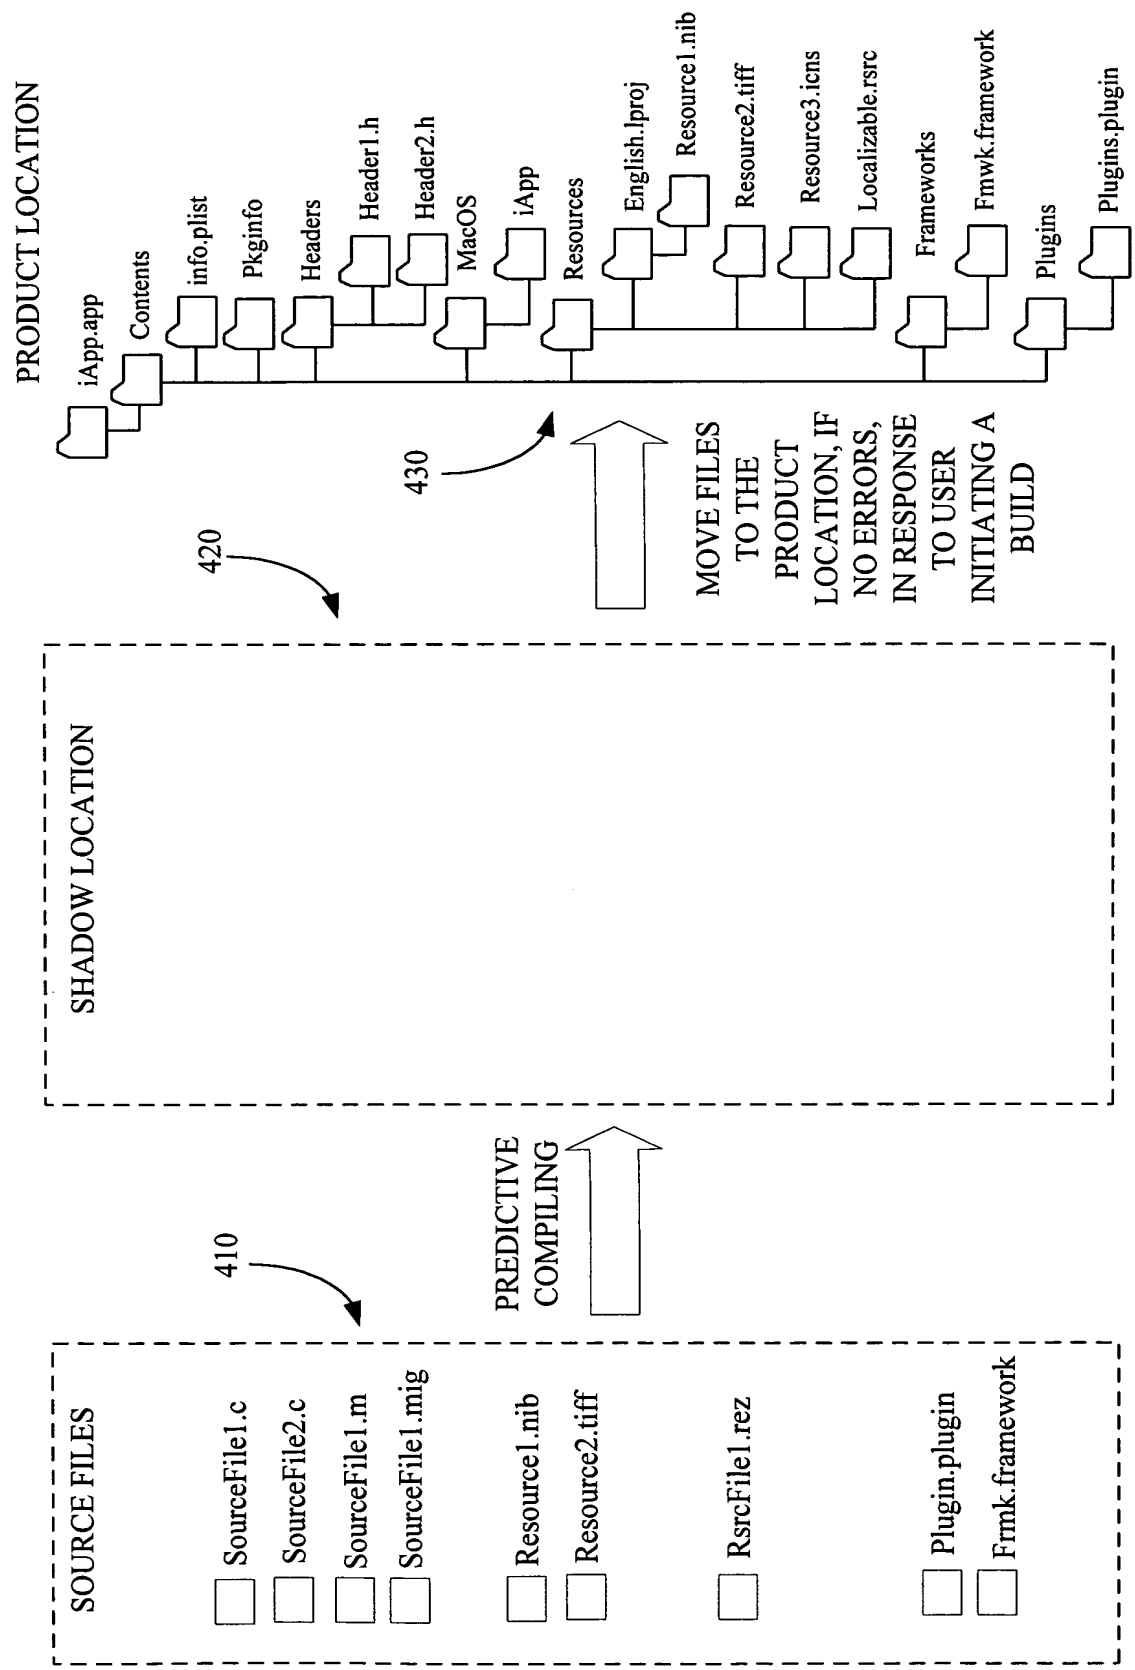 SOURCE FILES
SourceFile1.c
SourceFile2.c
SourceFile1.m
SourceFile1.mig
Resource1.nib
Resource2.tiff
RsrcFile1.rez
Plugin.plugin
Frmk.framework
410
PREDICTIVE
COMPILING
SHADOW LOCATION
420
430
MOVE FILES
TO THE
PRODUCT
LOCATION, IF
NO ERRORS,
IN RESPONSE
TO USER
INITIATING A
BUILD
PRODUCT LOCATION
iApp.app
Contents
info.plist
Pkginfo
Headers
Header1.h
Header2.h
MacOS
iApp
Resources
English.lproj
Resource1.nib
Resource2.tiff
Resource3.icns
Localizable.rsrc
Frameworks
Fmwk.framework
Plugins
Plugins.plugin